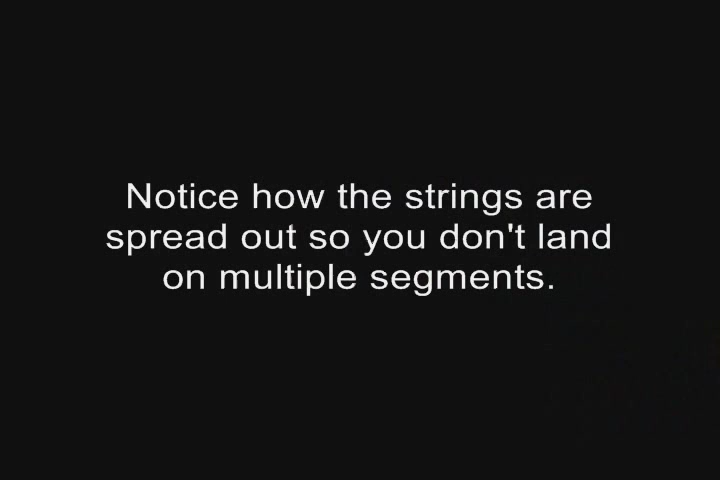 Notice how the strings are
spread out so you don't land
on multiple segments.